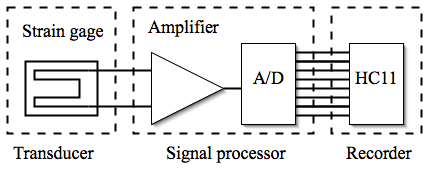 Strain gage
Amplifier
A/D
HC11
Transducer
Signal processor
Recorder